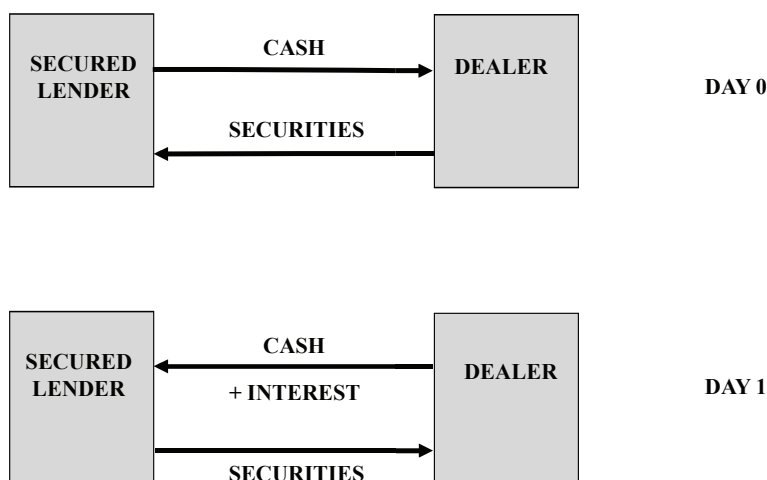 SECURED
LENDER
CASH
DEALER
DAY 0
SECURITIES
SECURED
LENDER
CASH
+ INTEREST
DEALER
DAY 1
SECURITIES